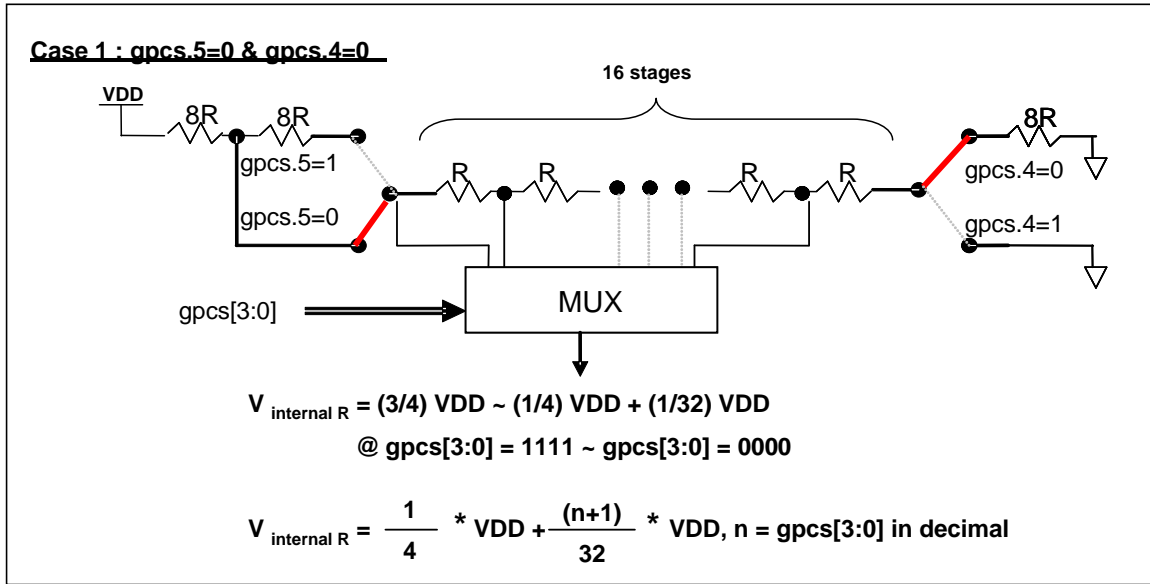 Case 1 : gpcs.5=0 & gpcs.4=0
16 stages
VDD
8R
8R
8R
gpcs.5=1
gpcs.4=0
R
R
R
R
gpcs.5=0
gpcs.4=1
MUX
gpcs[3:0]
V internal R = (3/4) VDD ~ (1/4) VDD + (1/32) VDD
@ gpcs[3:0] = 1111 ~ gpcs[3:0] = 0000
V internal R = 1/4 * VDD + (n+1)/32 * VDD, n = gpcs[3:0] in decimal